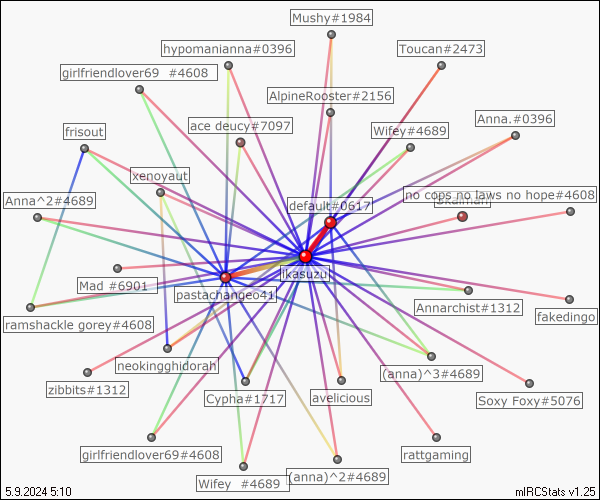 Mushy#1984
hypomanianna#0396
Toucan#2473
girlfriendlover69 #4608
AlpineRooster#2156
Anna.#0396
ace deucy#7097
Wifey#4689
frisout
xenoyaut
no cops no laws no hope#4608
Anna^2#4689
default#0617
ikasuzu
Mad #6901
pastachangeo41
Annarchist#1312
fakedingo
ramshackle gorey#4608
neokingghidorah
(anna)^3#4689
zibbits#1312
Cypha#1717
avelicious
Soxy Foxy#5076
girlfriendlover69#4608
rattgaming
Wifey #4689
(anna)^2#4689
5.9.2024 5:10
mIRCStats v1.25